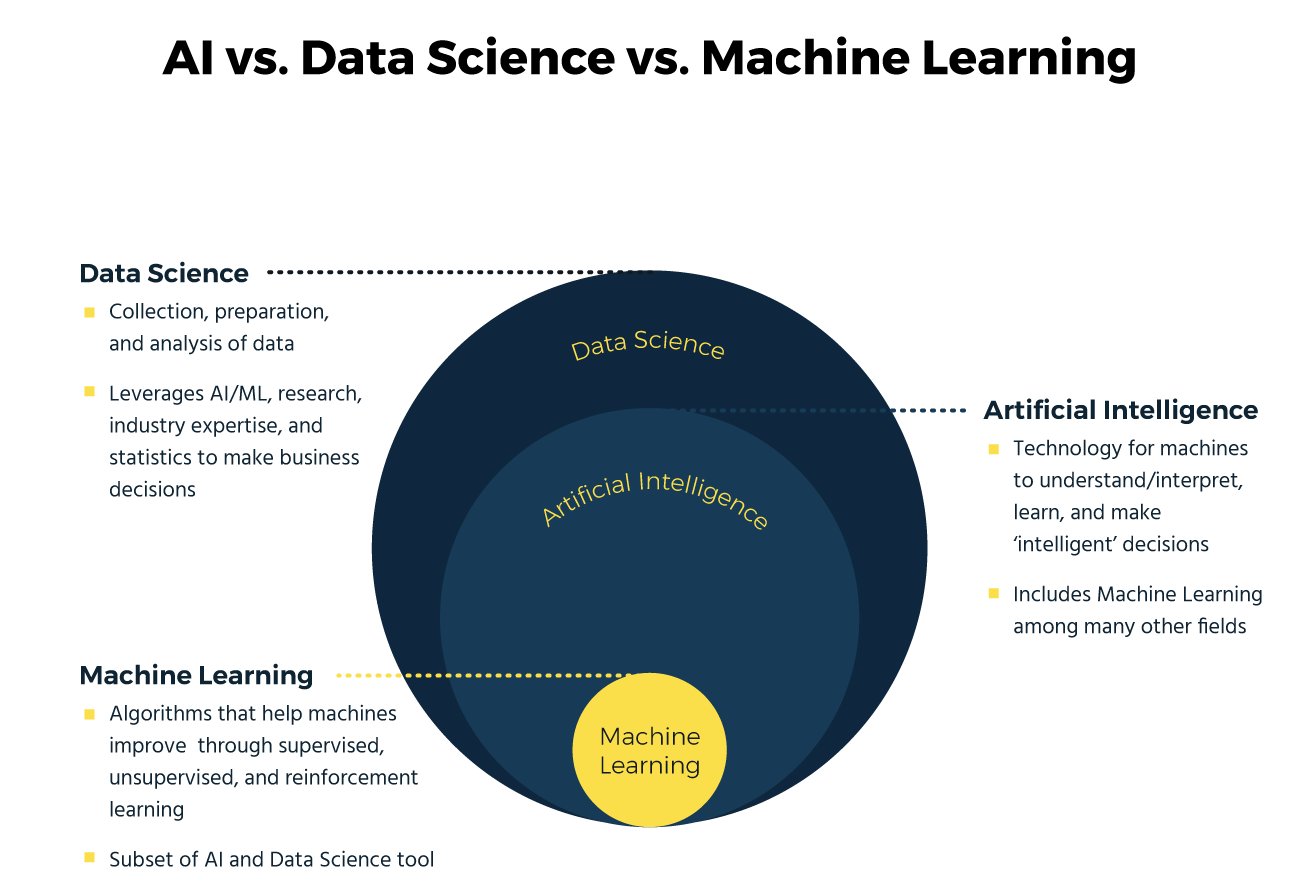 AI vs. Data Science vs. Machine Learning
Data Science
Collection, preparation,
and analysis of data
Leverages AI/ML, research,
industry expertise, and
statistics to make business
decisions
Data Science
Artificial Intelligence
Technology for machines
to understand/interpret,
learn, and make
‘intelligent’ decisions
Includes Machine Learning
among many other fields
Artificial Intelligence
Machine Learning
Algorithms that help machines
improve through supervised,
unsupervised, and reinforcement
learning
Subset of AI and Data Science tool
Machine
Learning